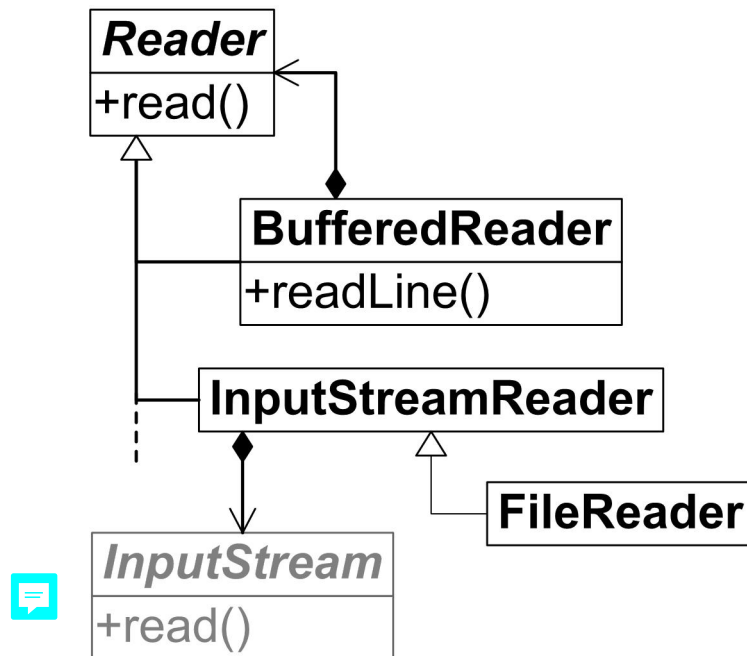 Reader
+read()
BufferedReader
+readLine()
InputStreamReader
FileReader
InputStream
+read()